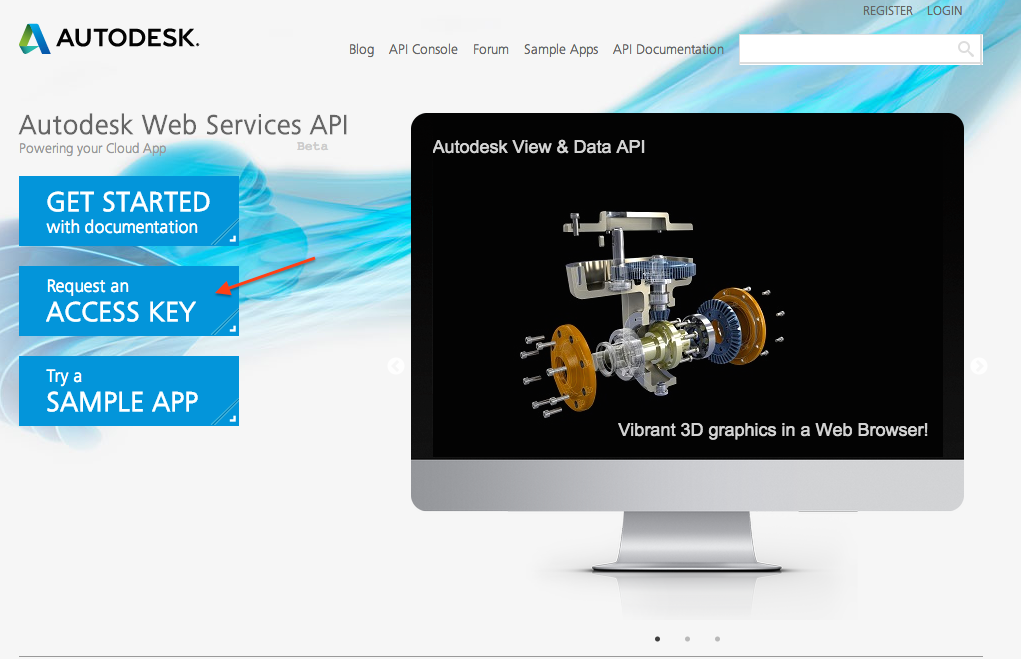 REGISTER LOGIN
AUTODESK.
Blog API Console Forum Sample Apps API Documentation
Autodesk Web Services API
Powering your Cloud App Beta
GET STARTED
with documentation
Request an
ACCESS KEY
Try a
SAMPLE APP
Autodesk View & Data API
Vibrant 3D graphics in a Web Browser!